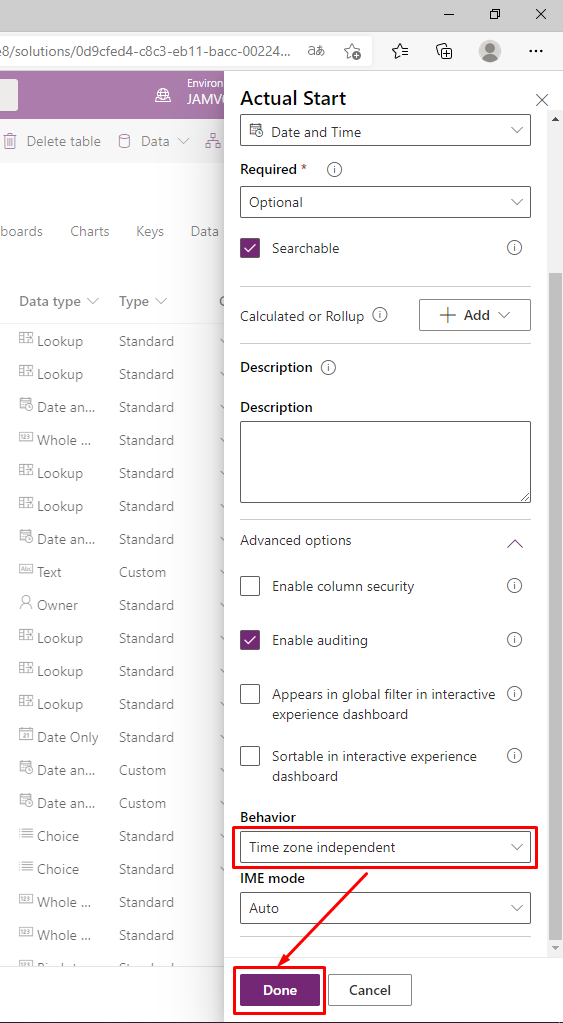 e8/solutions/0d9cfed4-c8c3-eb11-bacc-00224...
Environ
JAMV
Delete table
Data
boards
Charts
Keys
Data
Data type
Type
Lookup Standard
Lookup Standard
Date an... Standard
Whole ... Standard
Lookup Standard
Lookup Standard
Date an... Standard
Text Custom
Owner Standard
Lookup Standard
Lookup Standard
Lookup Standard
Date Only Standard
Date an... Custom
Date an... Custom
Choice Standard
Choice Standard
Whole ... Standard
Whole ... Standard
Actual Start
Date and Time
Required *
Optional
Searchable
Calculated or Rollup
Add
Description
Description
Advanced options
Enable column security
Enable auditing
Appears in global filter in interactive
experience dashboard
Sortable in interactive experience
dashboard
Behavior
Time zone independent
IME mode
Auto
Done
Cancel